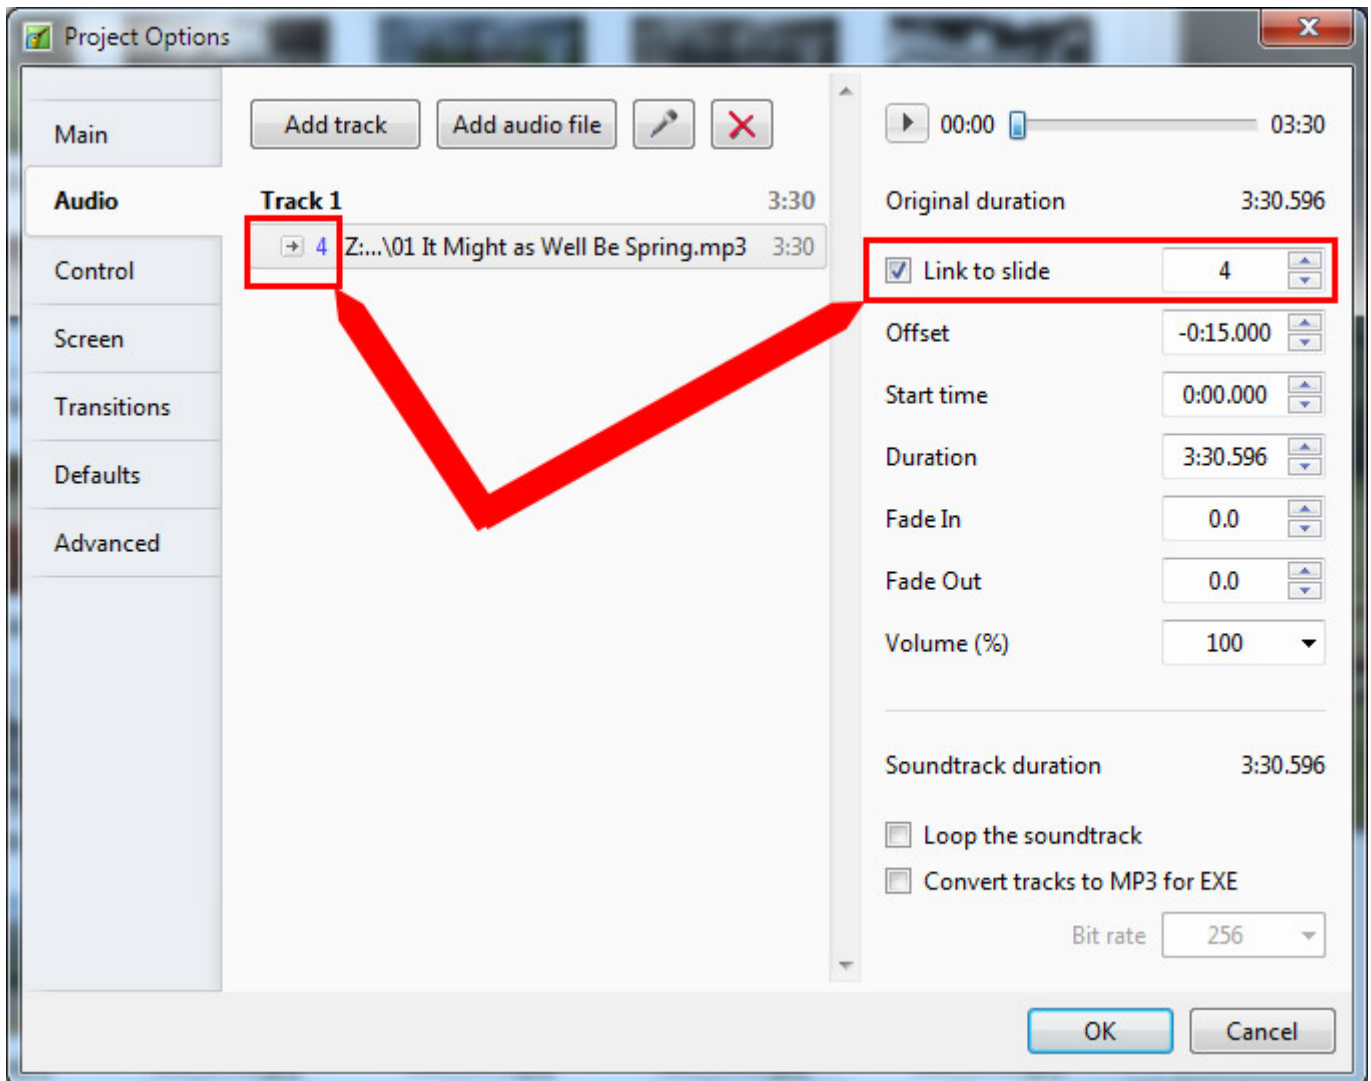 Project Options
Main
Audio
Control
Screen
Transitions
Defaults
Advanced
Add track Add audio file
Track 1 3:30
4 Z:...\01 It Might as Well Be Spring.mp3 3:30
00:00 03:30
Original duration 3:30.596
Link to slide 4
Offset -0:15.000
Start time 0:00.000
Duration 3:30.596
Fade In 0.0
Fade Out 0.0
Volume (%) 100
Soundtrack duration 3:30.596
Loop the soundtrack
Convert tracks to MP3 for EXE
Bit rate 256
OK Cancel